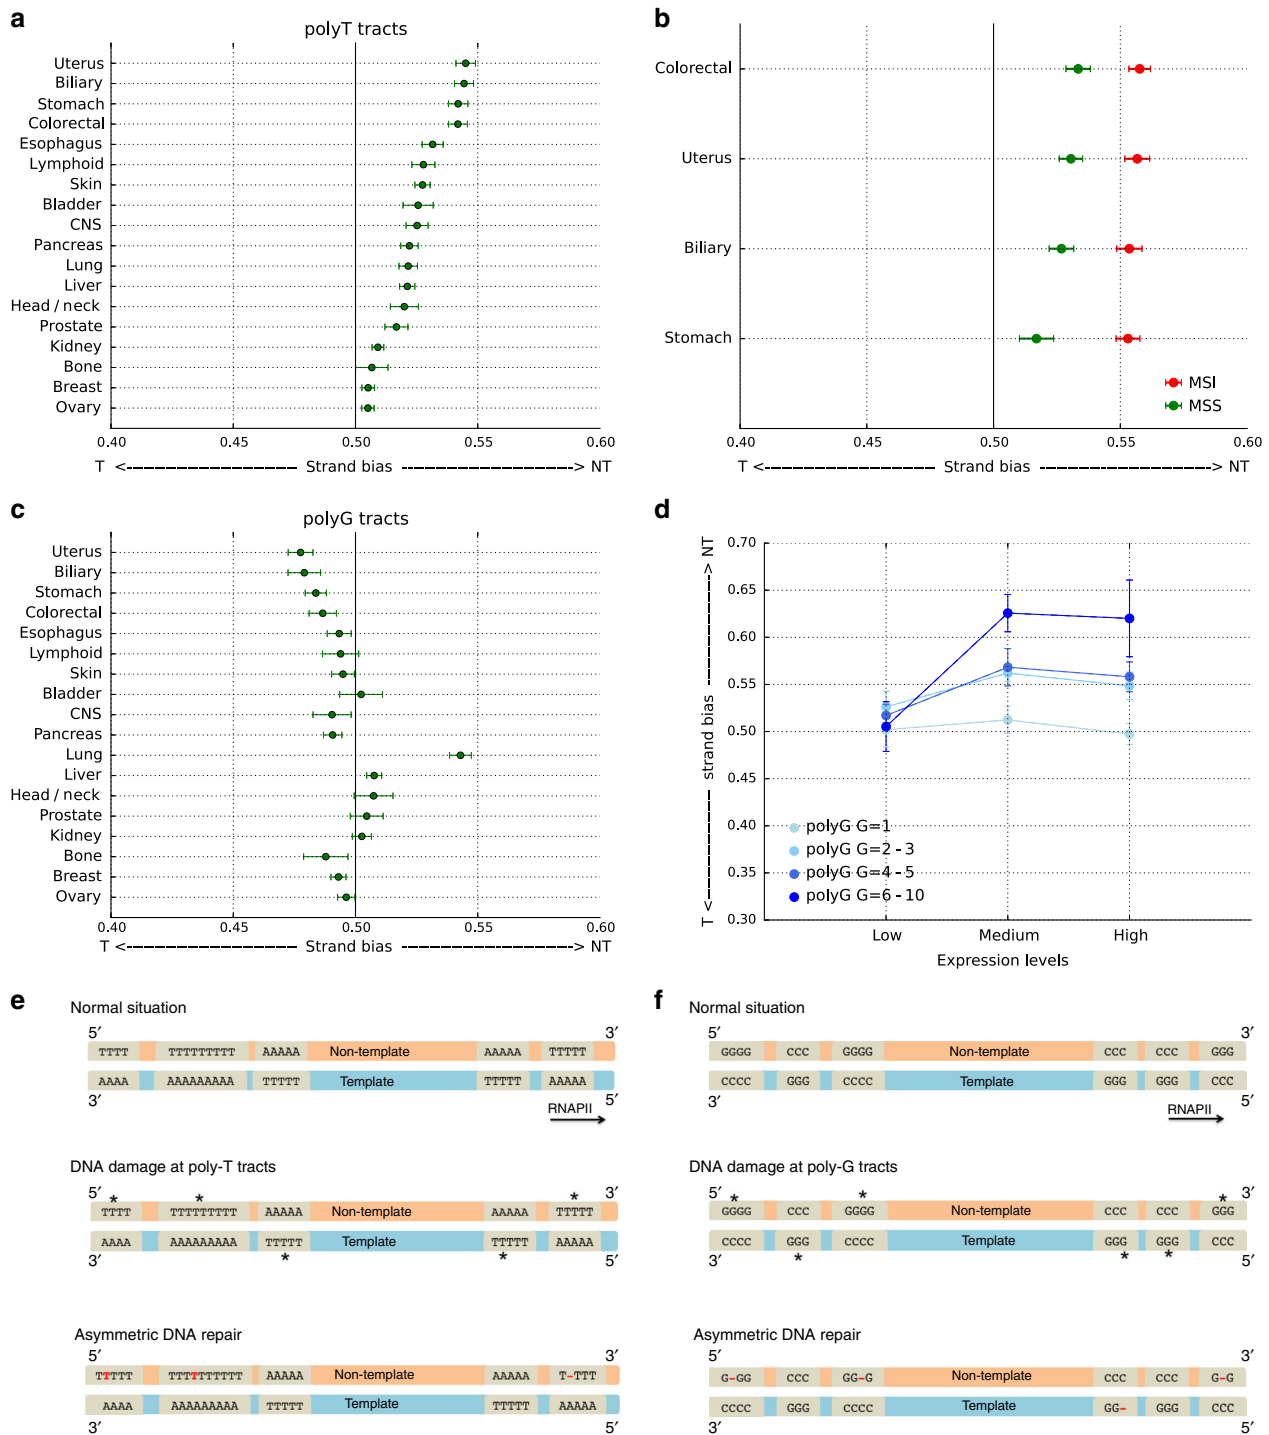 a
polyT tracts
Uterus
Biliary
Stomach
Colorectal
Esophagus
Lymphoid
Skin
Bladder
CNS
Pancreas
Lung
Liver
Head / neck
Prostate
Kidney
Bone
Breast
Ovary
0.40 0.45 0.50 0.55 0.60
T <---------------------- Strand bias ----------------------> NT
b
Colorectal
Uterus
Biliary
Stomach
MSI
MSS
0.40 0.45 0.50 0.55 0.60
T <---------------------- Strand bias ----------------------> NT
c
polyG tracts
Uterus
Biliary
Stomach
Colorectal
Esophagus
Lymphoid
Skin
Bladder
CNS
Pancreas
Lung
Liver
Head / neck
Prostate
Kidney
Bone
Breast
Ovary
0.40 0.45 0.50 0.55 0.60
T <---------------------- Strand bias ----------------------> NT
d
T <-------------- strand bias --------------> NT
0.70
0.65
0.60
0.55
0.50
0.45
0.40
0.35
0.30
polyG G=1
polyG G=2 - 3
polyG G=4 - 5
polyG G=6 - 10
Low Medium High
Expression levels
e
Normal situation
5′ 3′
TTTT TTTTTTTTT AAAAA Non-template AAAAA TTTTT
AAAA AAAAAAAAA TTTTT Template TTTTT AAAAA
3′ 5′
RNAPII
DNA damage at poly-T tracts
5′ * * * 3′
TTTT TTTTTTTTT AAAAA Non-template AAAAA TTTTT
AAAA AAAAAAAAA TTTTT Template TTTTT AAAAA
3′ * * 5′
Asymmetric DNA repair
5′ 3′
TTTTT TTTTTTTTTT AAAAA Non-template AAAAA T-TTT
AAAA AAAAAAAAA TTTTT Template TTTTT AAAAA
3′ 5′
f
Normal situation
5′ 3′
GGGG CCC GGGG Non-template CCC CCC GGG
CCCC GGG CCCC Template GGG GGG CCC
3′ 5′
RNAPII
DNA damage at poly-G tracts
5′ * * * 3′
GGGG CCC GGGG Non-template CCC CCC GGG
CCCC GGG CCCC Template GGG GGG CCC
3′ * * * 5′
Asymmetric DNA repair
5′ 3′
G-GG CCC GG-G Non-template CCC CCC G-G
CCCC GGG CCCC Template GG- GGG CCC
3′ 5′